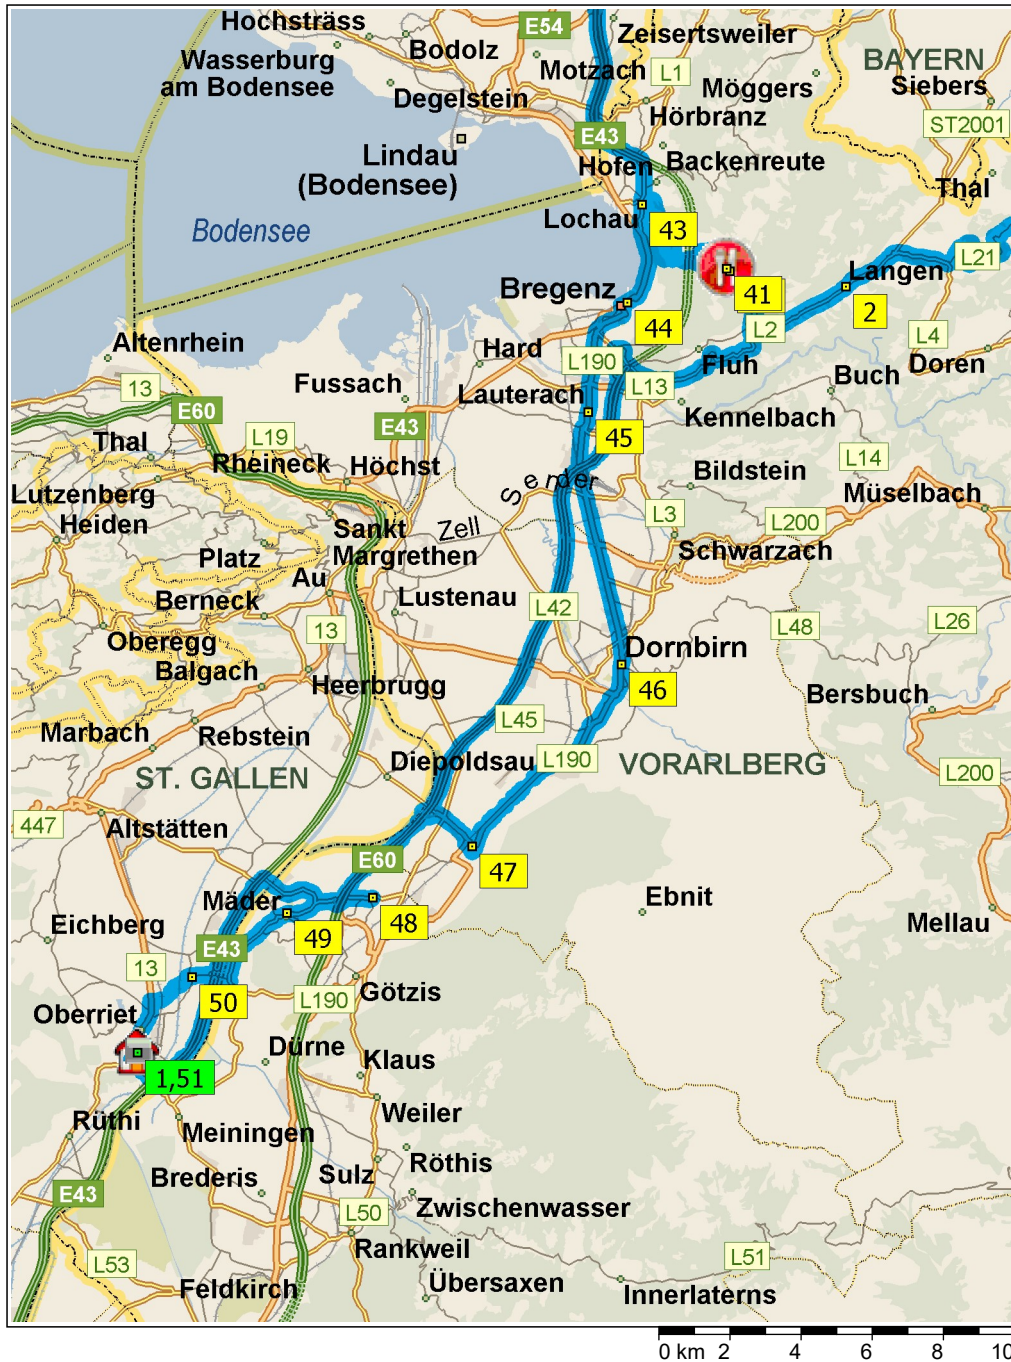 Hochsträss
E54
Zeisertsweiler
Bodolz
Wasserburg
am Bodensee
Motzach
L1
BAYERN
Möggers
Siebers
Degelstein
Hörbranz
ST2001
E43
Lindau
(Bodensee)
Hofen
Backenreute
Thal
Lochau
Bodensee
43
L21
Langen
41
Bregenz
2
44
L2
Altenrhein
Hard
L190
Fluh
L4
Doren
Fussach
13
L13
Buch
Lauterach
E60
E43
Kennelbach
45
Thal
L19
Rheineck
Höchst
Bildstein
L14
Sender
Lutzenberg
Müselbach
Heiden
Sankt
Margrethen
Zell
L3
L200
Platz
Schwarzach
Au
Berneck
Lustenau
L42
L26
Oberegg
13
L48
Balgach
Dornbirn
Heerbrugg
46
Bersbuch
Marbach
Rebstein
L45
Diepoldsau
L190
VORARLBERG
ST. GALLEN
L200
447
Altstätten
E60
47
Ebnit
Mäder
48
Mellau
Eichberg
49
E43
13
50
L190
Götzis
Oberriet
Dürne
Klaus
1,51
Rüthi
Weiler
Meiningen
Röthis
Brederis
Sulz
E43
Zwischenwasser
L50
Rankweil
L51
L53
Feldkirch
Übersaxen
Innerlaterns
0 km 2 4 6 8 10